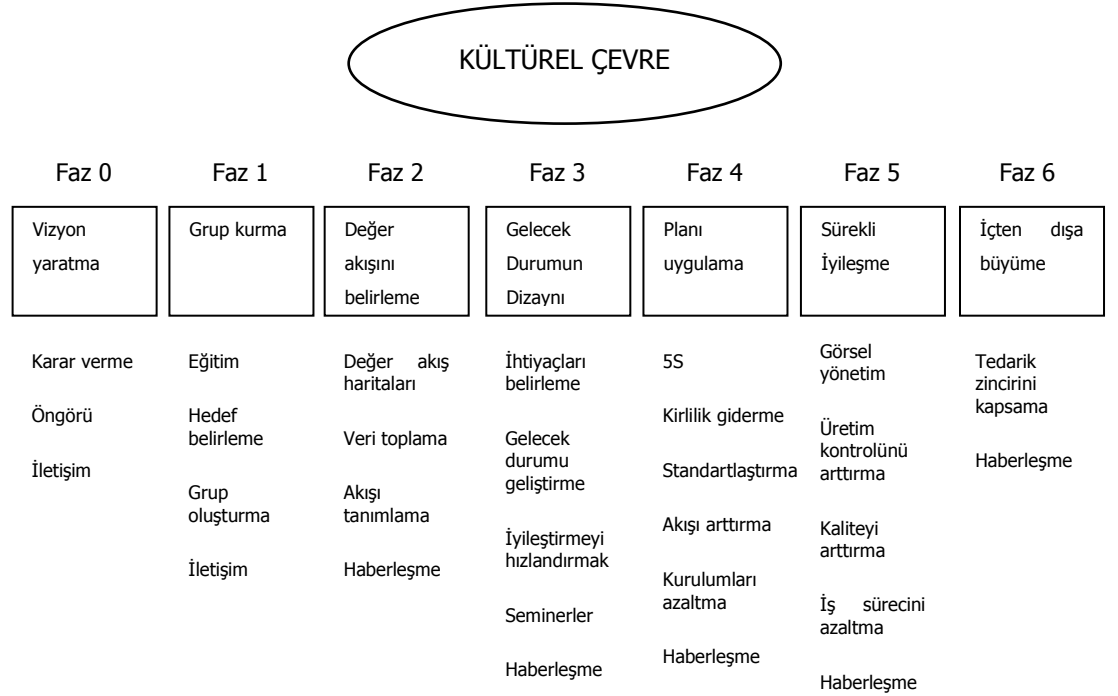 KÜLTÜREL ÇEVRE
Faz 0
Faz 1
Faz 2
Faz 3
Faz 4
Faz 5
Faz 6
Vizyon
yaratma
Grup kurma
Değer
akışını
belirleme
Gelecek
Durumun
Dizaynı
Planı
uygulama
Sürekli
İyileşme
İçten dışa
büyüme
Karar verme
Öngörü
İletişim
Eğitim
Hedef
belirleme
Grup
oluşturma
İletişim
Değer akış
haritaları
Veri toplama
Akışı
tanımlama
Haberleşme
İhtiyaçları
belirleme
Gelecek
durumu
geliştirme
İyileştirmeyi
hızlandırmak
Seminerler
Haberleşme
5S
Kirlilik giderme
Standartlaştırma
Akışı arttırma
Kurulumları
azaltma
Haberleşme
Görsel
yönetim
Üretim
kontrolünü
arttırma
Kaliteyi
arttırma
İş sürecini
azaltma
Haberleşme
Tedarik
zincirini
kapsama
Haberleşme